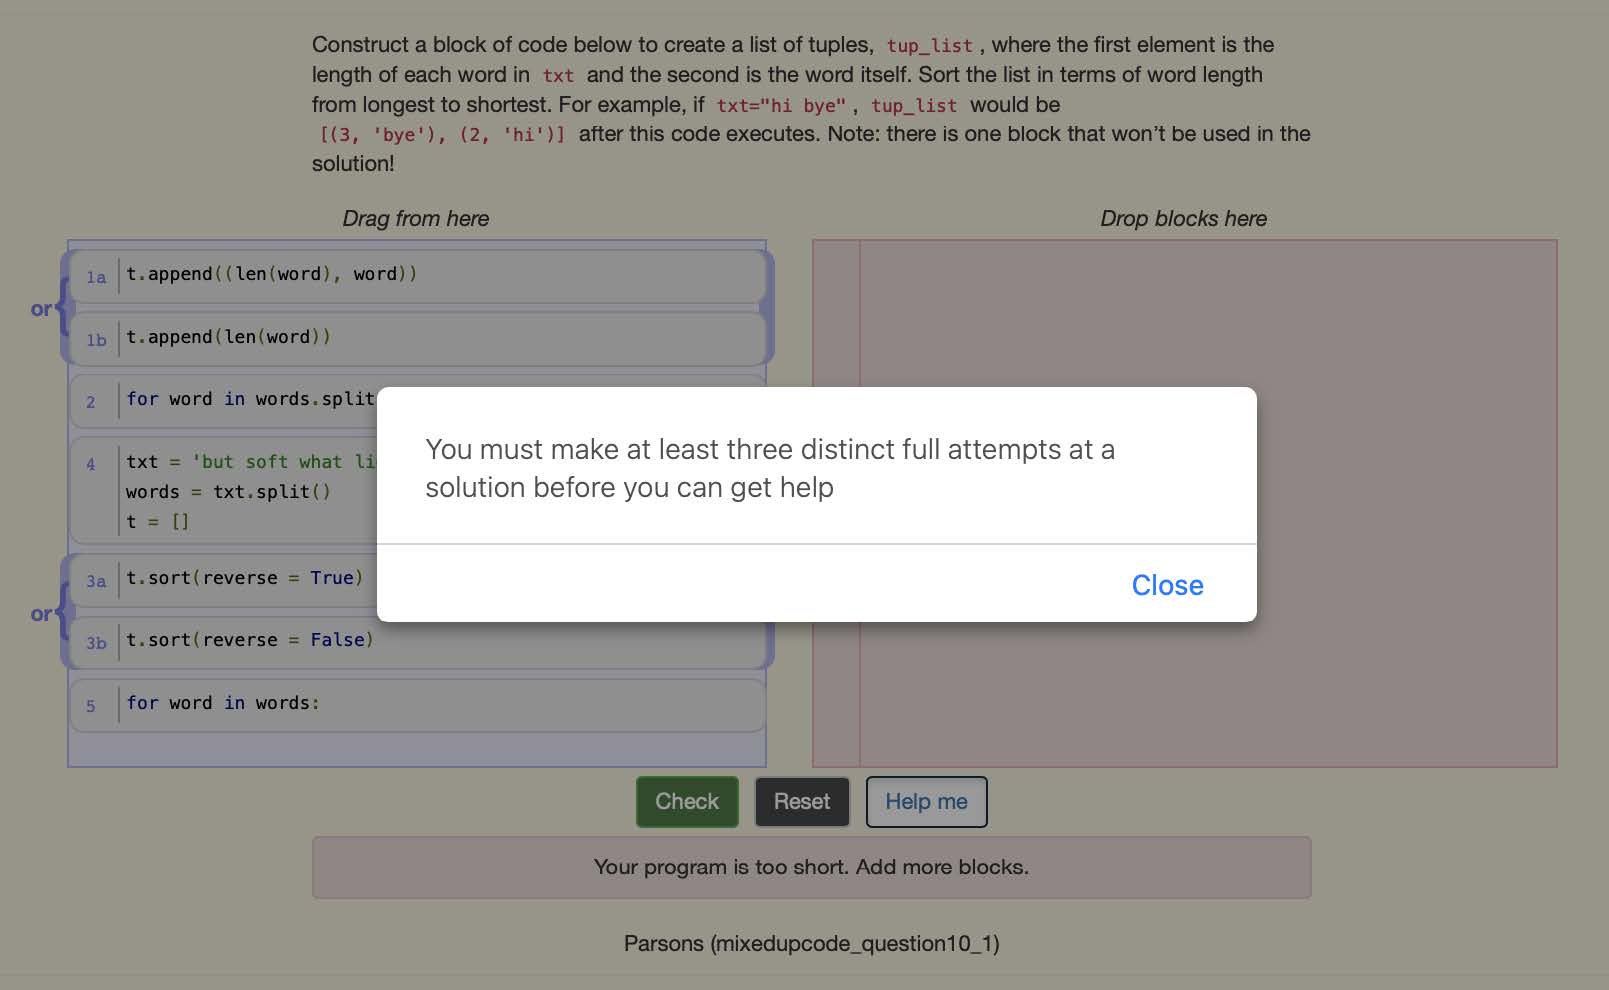 Construct a block of code below to create a list of tuples, tup_list , where the first element is the
length of each word in txt and the second is the word itself. Sort the list in terms of word length
from longest to shortest. For example, if txt="hi bye" , tup_list would be
[(3, 'bye'), (2, 'hi')] after this code executes. Note: there is one block that won’t be used in the
solution!
Drag from here
Drop blocks here
or{
1a t.append((len(word), word))
1b t.append(len(word))
2 for word in words.split
4 txt = 'but soft what li
words = txt.split()
t = []
or{
3a t.sort(reverse = True)
3b t.sort(reverse = False)
5 for word in words:
You must make at least three distinct full attempts at a
solution before you can get help
Close
Check Reset Help me
Your program is too short. Add more blocks.
Parsons (mixedupcode_question10_1)